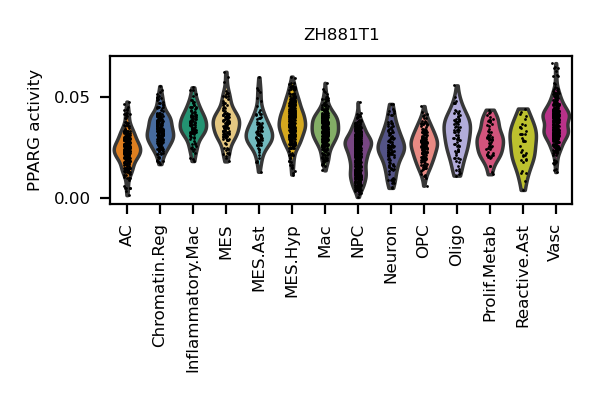 ZH881T1
PPARG activity
0.05
0.00
AC
Chromatin.Reg
Inflammatory.Mac
MES
MES.Ast
MES.Hyp
Mac
NPC
Neuron
OPC
Oligo
Prolif.Metab
Reactive.Ast
Vasc